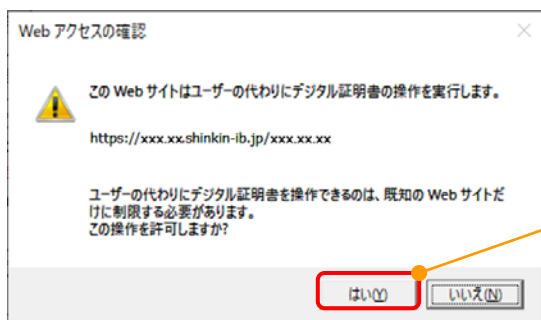 Web アクセスの確認
この Web サイトはユーザーの代わりにデジタル証明書の操作を実行します。
https://xxx.xx.shinkin-ib.jp/xxx.xx.xx
ユーザーの代わりにデジタル証明書を操作できるのは、既知の Web サイトだ
けに制限する必要があります。
この操作を許可しますか?
はい(Y) いいえ(N)